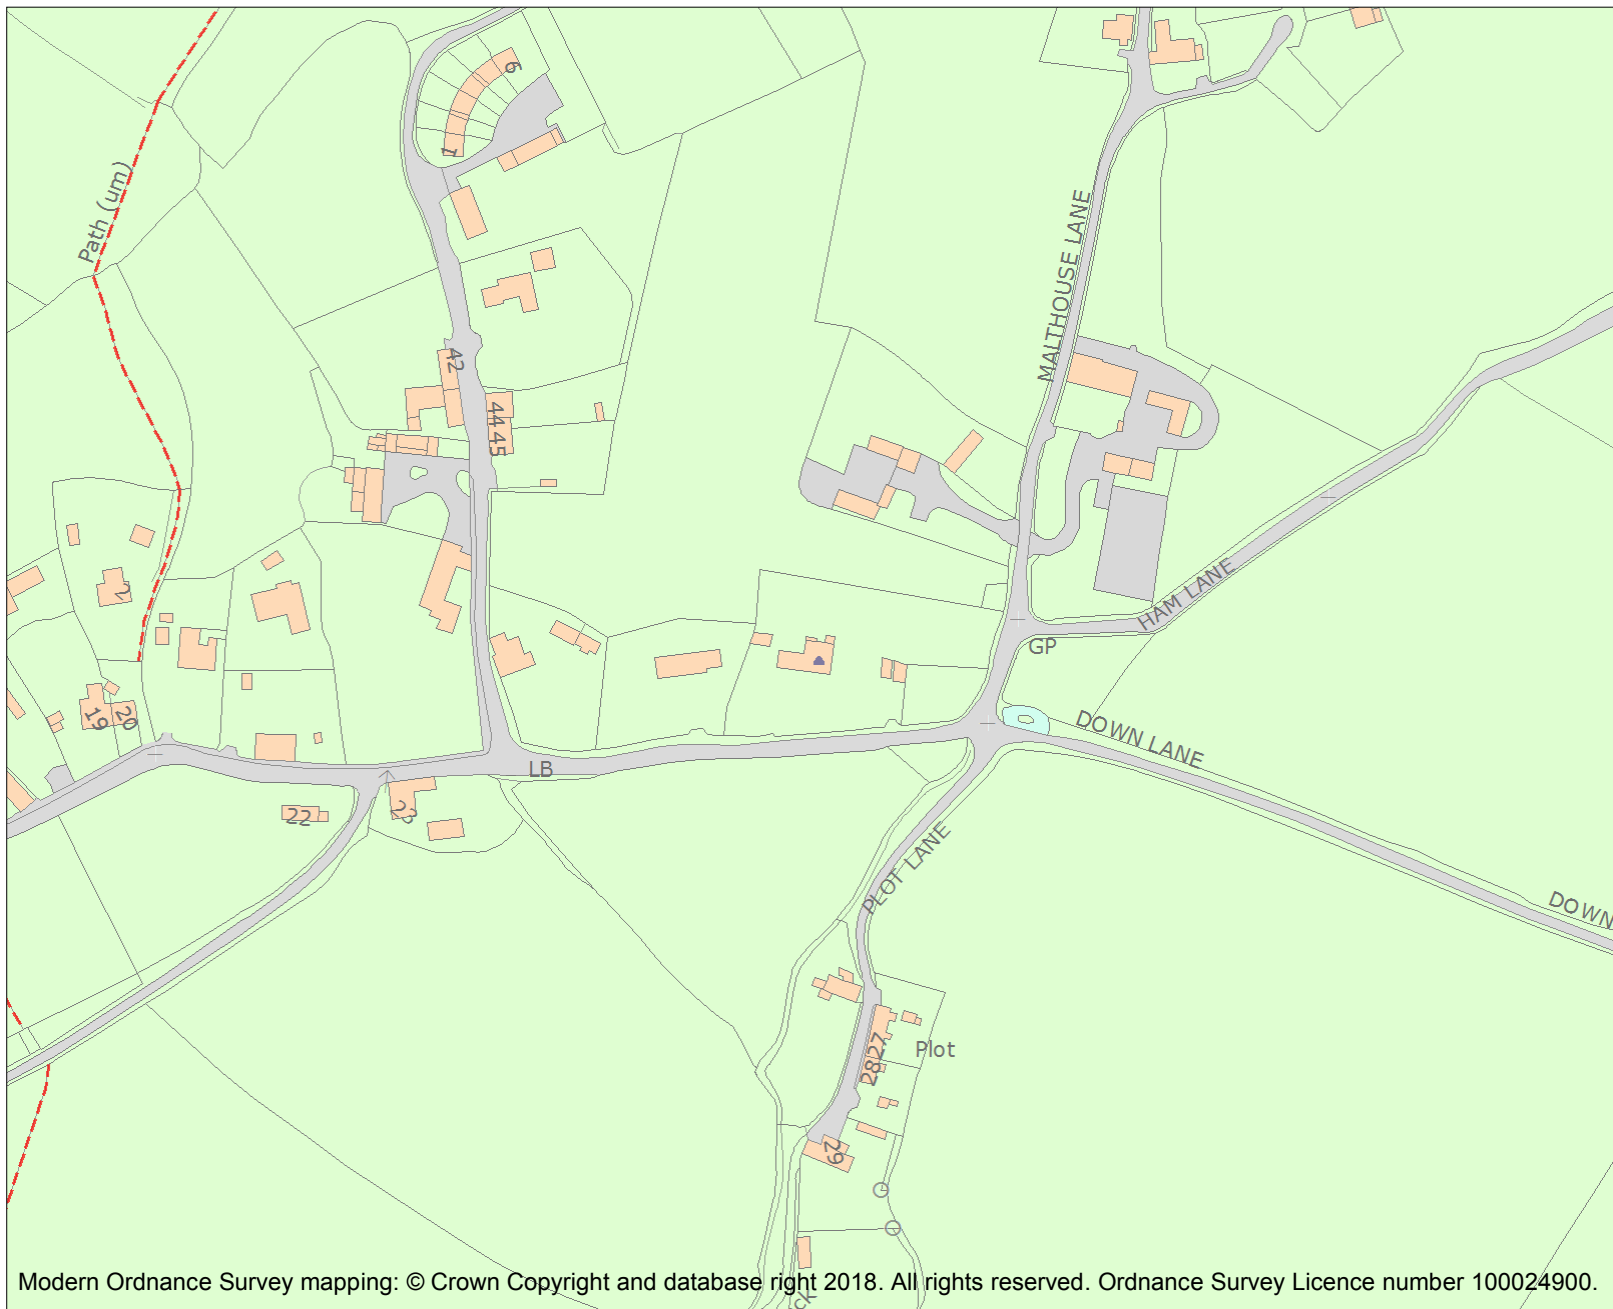 6
1
Path (um)
MALTHOUSE LANE
42
44
45
2
HAM LANE
GP
19
20
DOWN LANE
LB
22
23
PLOT LANE
DOWN
27
28
Plot
29
Modern Ordnance Survey mapping: © Crown Copyright and database right 2018. All rights reserved. Ordnance Survey Licence number 100024900.